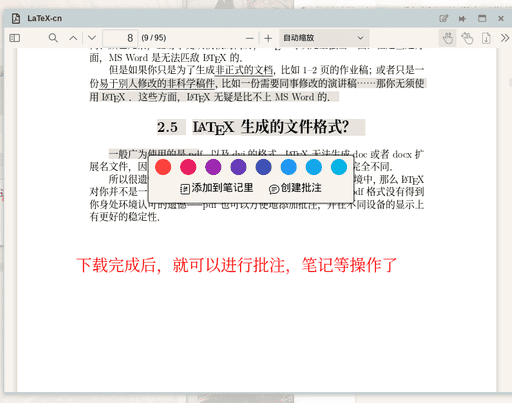 LaTeX-cn
8 (9 / 95) 自动缩放
面，MS Word 是无法匹敌 LATEX 的.
但是如果你只是为了生成非正式的文档，比如 1–2 页的作业稿；或者只是一
份易于别人修改的非科学稿件，比如一份需要同事修改的演讲稿……那你无须使
用 LATEX．这些方面，LATEX 无疑是比不上 MS Word 的.
2.5 LATEX 生成的文件格式？
一般广为使用的是 pdf，以及 dvi 的格式．LATEX 无法生成 doc 或者 docx 扩
展名文件，因 完全不同.
所以很遗 境中, 那么 LATEX
对你并不是一 pdf 格式没有得到
你身处环境认可的遗憾——pdf 也可以方便地添加批注，并在不同设备的显示上
有更好的稳定性.
添加到笔记里 创建批注
下载完成后，就可以进行批注，笔记等操作了